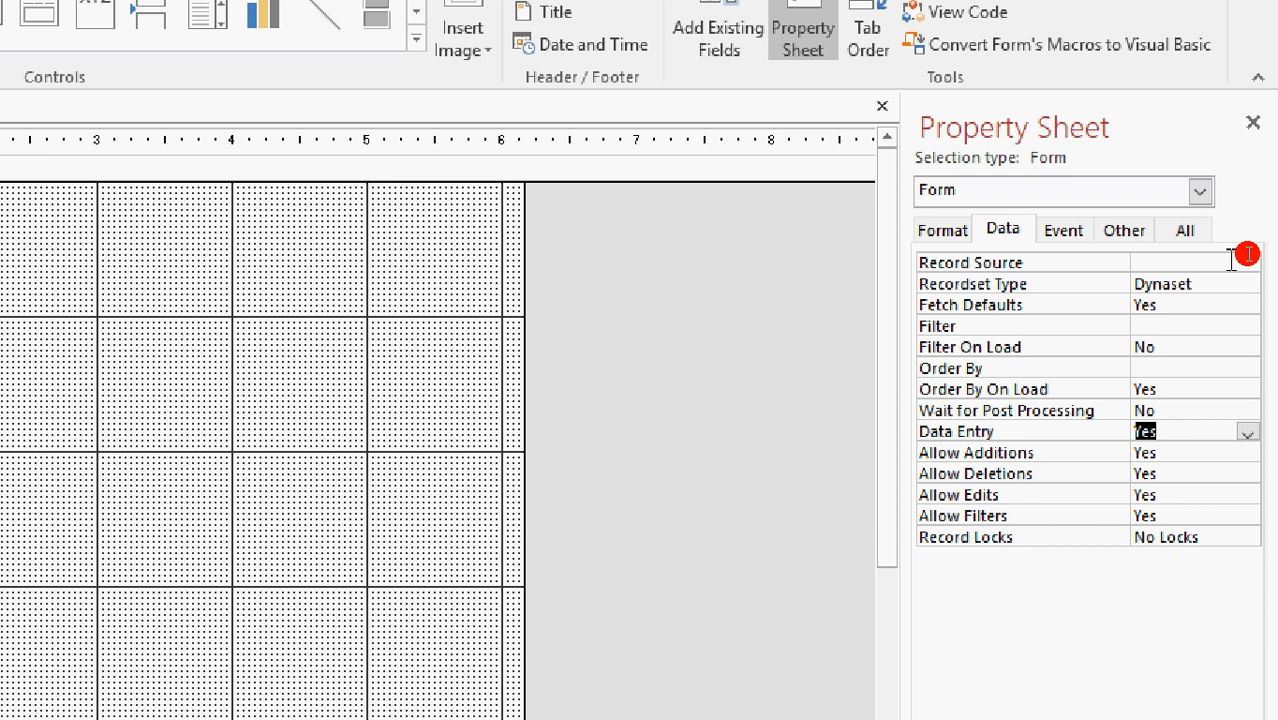 XYZ
Insert
Image
Title
Date and Time
Add Existing
Fields
Property
Sheet
Tab
Order
View Code
Convert Form's Macros to Visual Basic
Controls
Header / Footer
Tools
3 4 5 6 7 8
Property Sheet
Selection type: Form
Form
Format Data Event Other All
Record Source
Recordset Type Dynaset
Fetch Defaults Yes
Filter
Filter On Load No
Order By
Order By On Load Yes
Wait for Post Processing No
Data Entry Yes
Allow Additions Yes
Allow Deletions Yes
Allow Edits Yes
Allow Filters Yes
Record Locks No Locks